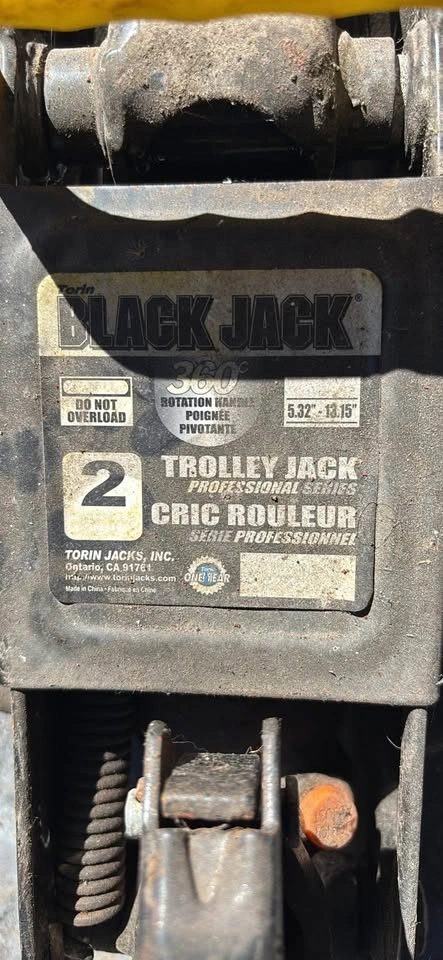 Torin
BLACK JACK®
360°
ROTATION HANDLE
POIGNÉE
PIVOTANTE
DO NOT
OVERLOAD
5.32" - 13.15"
2
TROLLEY JACK
PROFESSIONAL SERIES
CRIC ROULEUR
SÉRIE PROFESSIONNEL
TORIN JACKS, INC.
Ontario, CA 91761
http://www.torinjacks.com
Made in China • Fabriqué en Chine
Torin
ONE YEAR